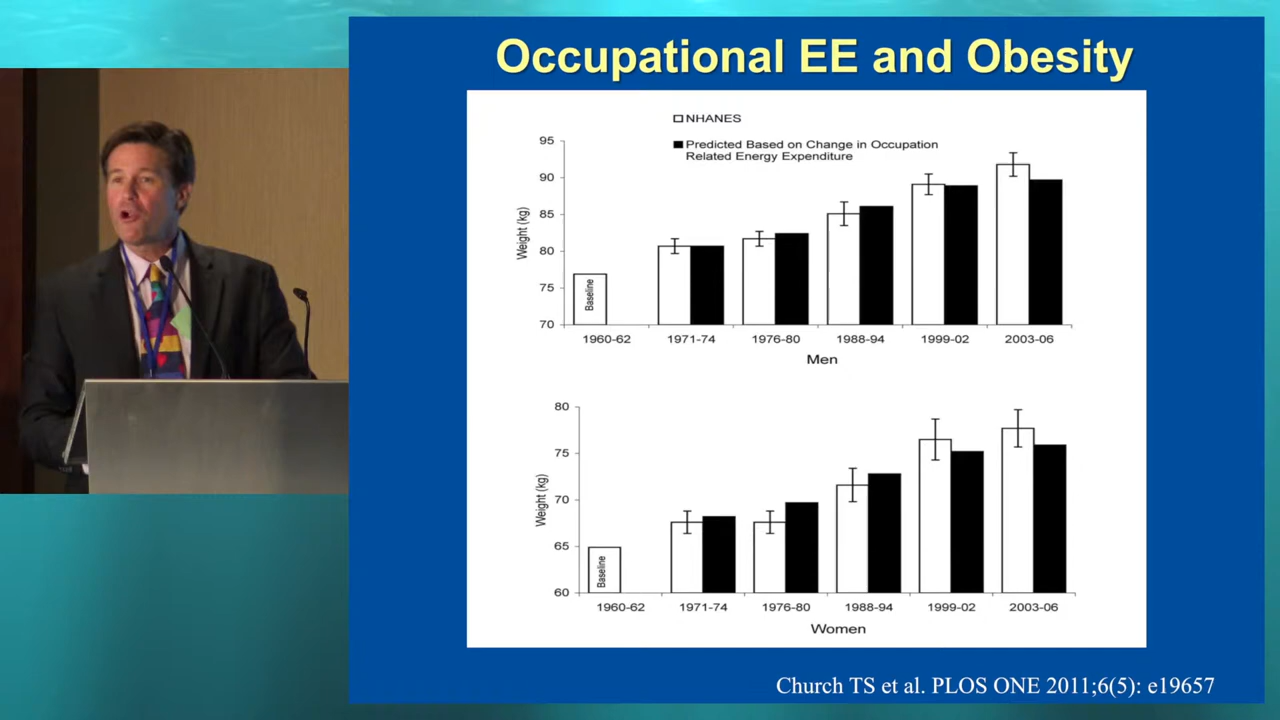 Occupational EE and Obesity
NHANES
Predicted Based on Change in Occupation
Related Energy Expenditure
Weight (kg)
95
90
85
80
75
70
Baseline
1960-62
1971-74
1976-80
1988-94
1999-02
2003-06
Men
Weight (kg)
80
75
70
65
60
Baseline
1960-62
1971-74
1976-80
1988-94
1999-02
2003-06
Women
Church TS et al. PLOS ONE 2011;6(5): e19657